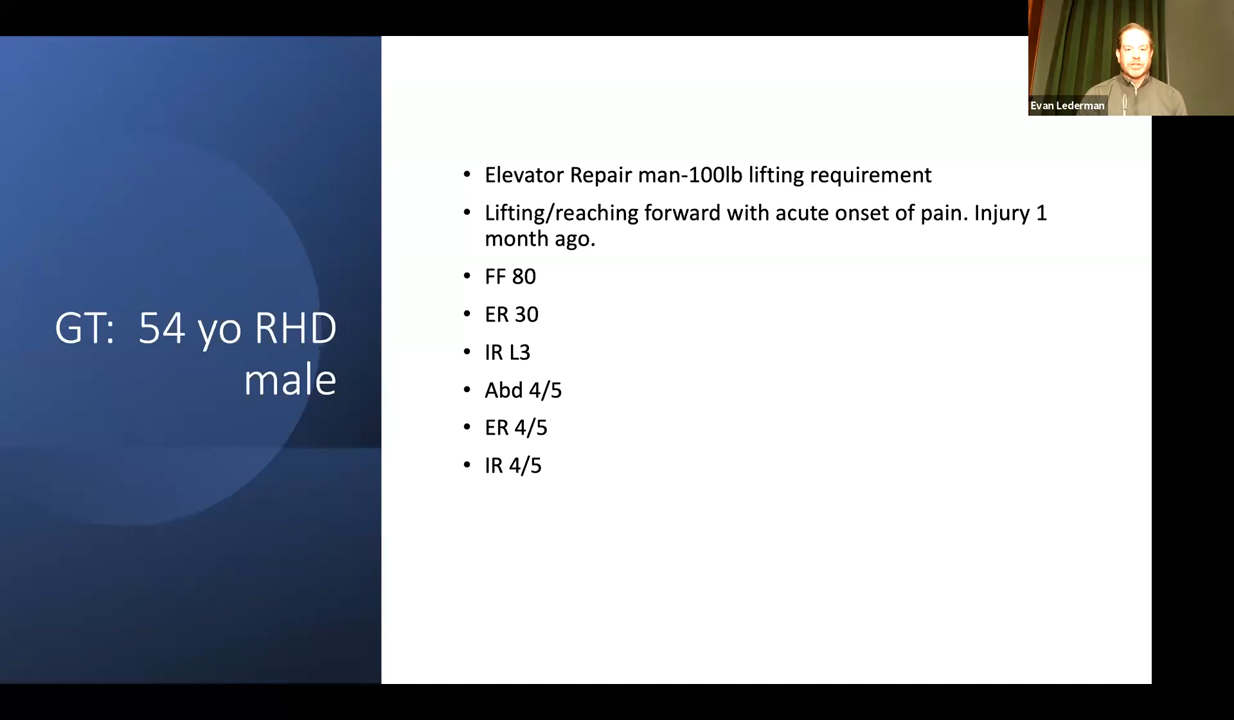 Evan Lederman
GT: 54 yo RHD
male
• Elevator Repair man-100lb lifting requirement
• Lifting/reaching forward with acute onset of pain. Injury 1
month ago.
• FF 80
• ER 30
• IR L3
• Abd 4/5
• ER 4/5
• IR 4/5